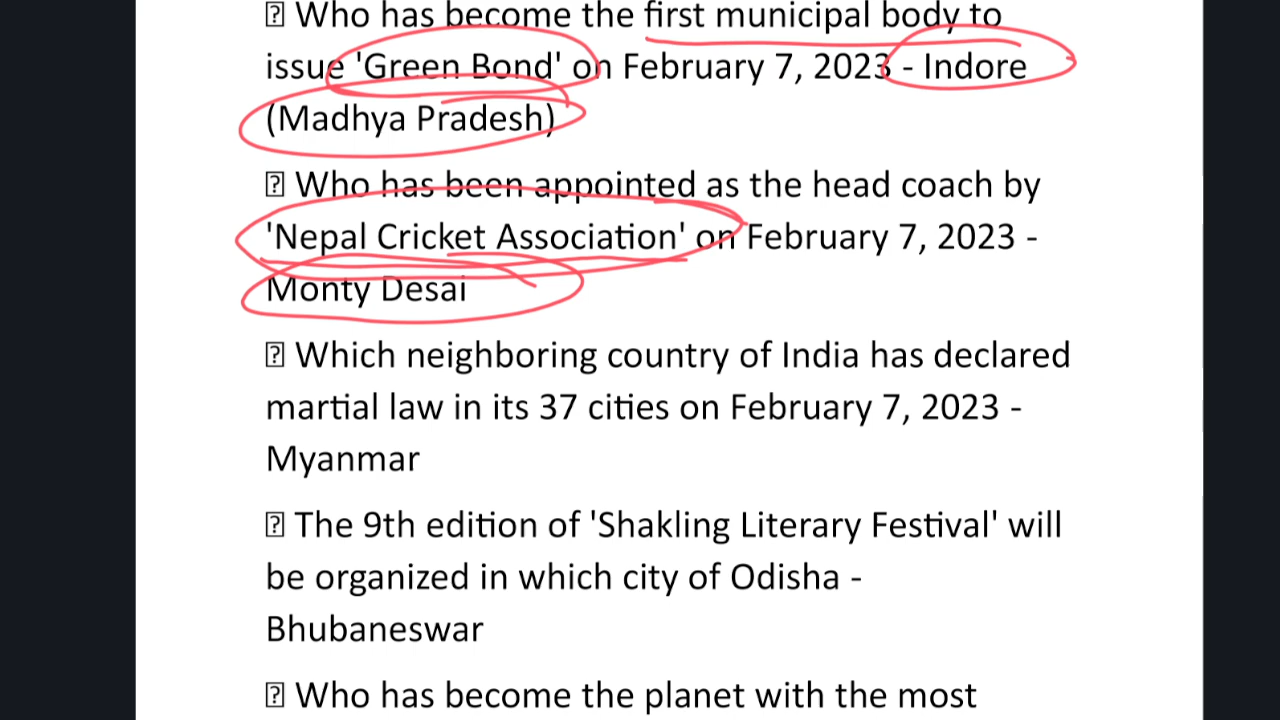 ⍰ Who has become the first municipal body to
issue 'Green Bond' on February 7, 2023 - Indore
(Madhya Pradesh)
⍰ Who has been appointed as the head coach by
'Nepal Cricket Association' on February 7, 2023 -
Monty Desai
⍰ Which neighboring country of India has declared
martial law in its 37 cities on February 7, 2023 -
Myanmar
⍰ The 9th edition of 'Shakling Literary Festival' will
be organized in which city of Odisha -
Bhubaneswar
⍰ Who has become the planet with the most